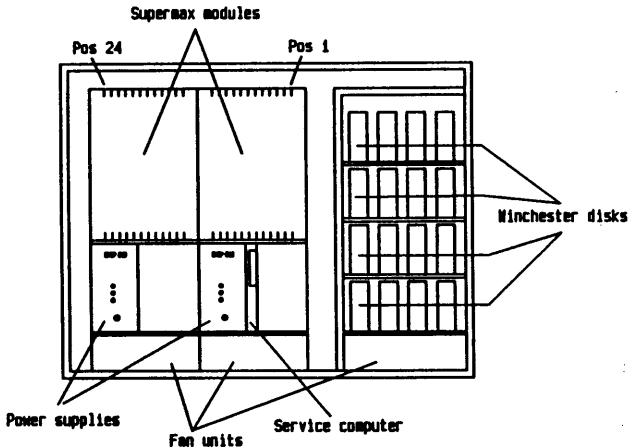 Supermax modules
Pos 24
Pos 1
Winchester disks
Power supplies
Fan units
Service computer